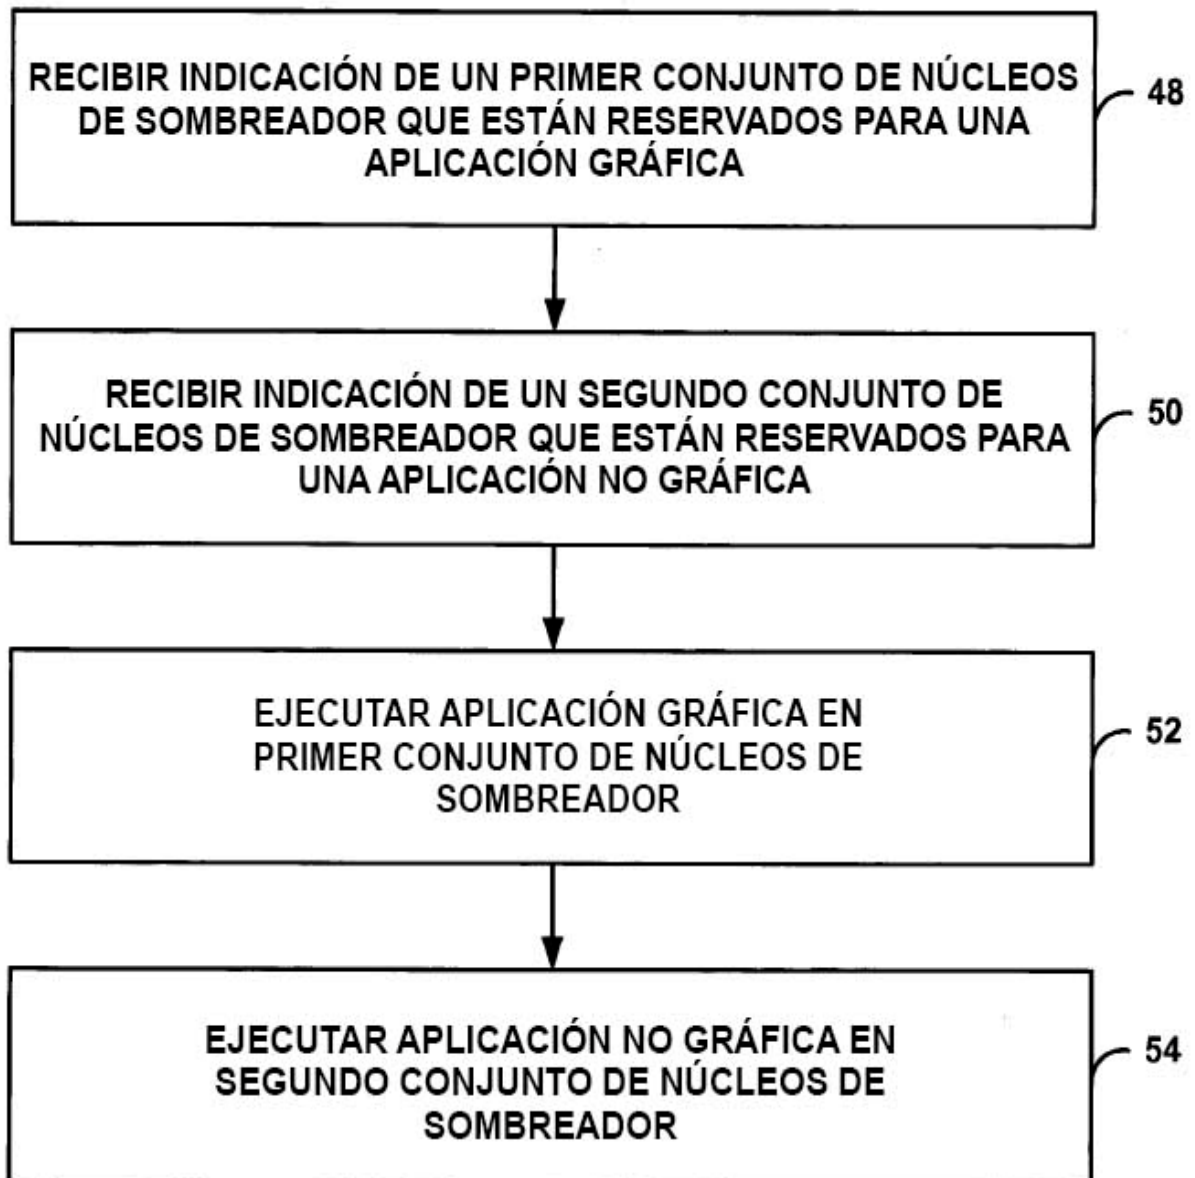 RECIBIR INDICACIÓN DE UN PRIMER CONJUNTO DE NÚCLEOS
DE SOMBREADOR QUE ESTÁN RESERVADOS PARA UNA
APLICACIÓN GRÁFICA
48
RECIBIR INDICACIÓN DE UN SEGUNDO CONJUNTO DE
NÚCLEOS DE SOMBREADOR QUE ESTÁN RESERVADOS PARA
UNA APLICACIÓN NO GRÁFICA
50
EJECUTAR APLICACIÓN GRÁFICA EN
PRIMER CONJUNTO DE NÚCLEOS DE
SOMBREADOR
52
EJECUTAR APLICACIÓN NO GRÁFICA EN
SEGUNDO CONJUNTO DE NÚCLEOS DE
SOMBREADOR
54